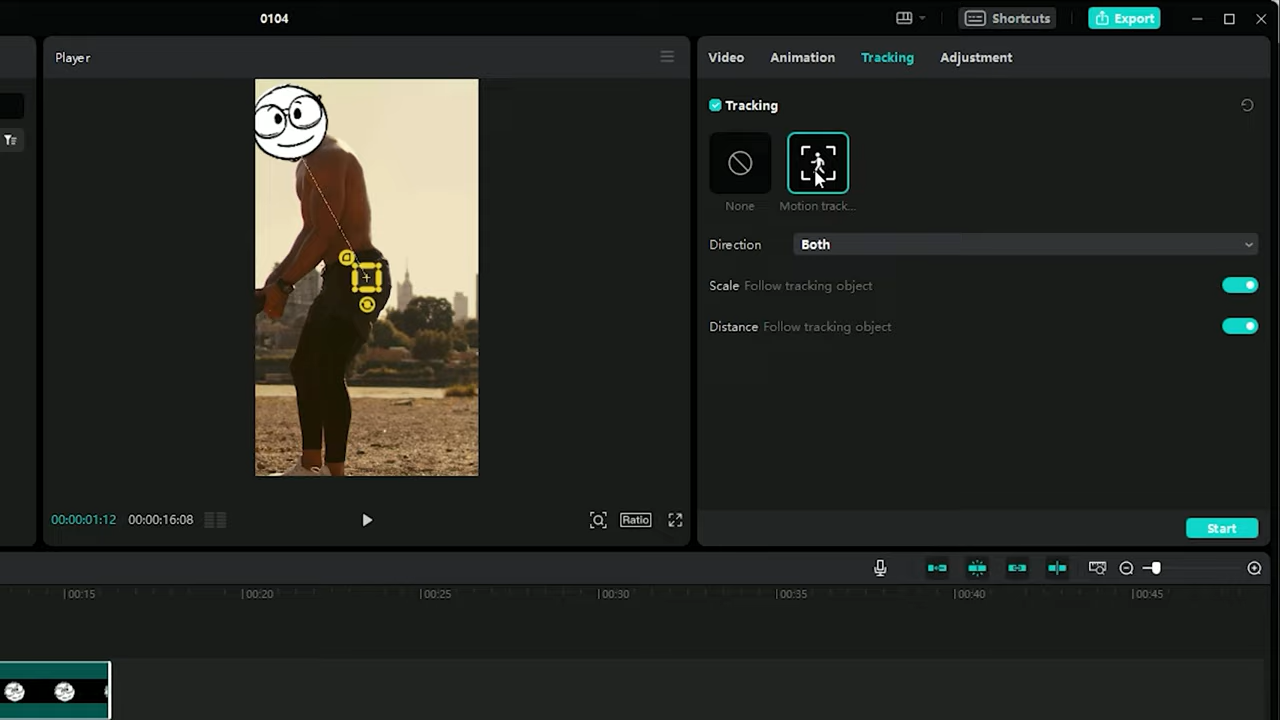 0104
Shortcuts
Export
Player
Video
Animation
Tracking
Adjustment
Tracking
None
Motion track...
Direction
Both
Scale Follow tracking object
Distance Follow tracking object
00:00:01:12
00:00:16:08
Ratio
Start
00:15
00:20
00:25
00:30
00:35
00:40
00:45